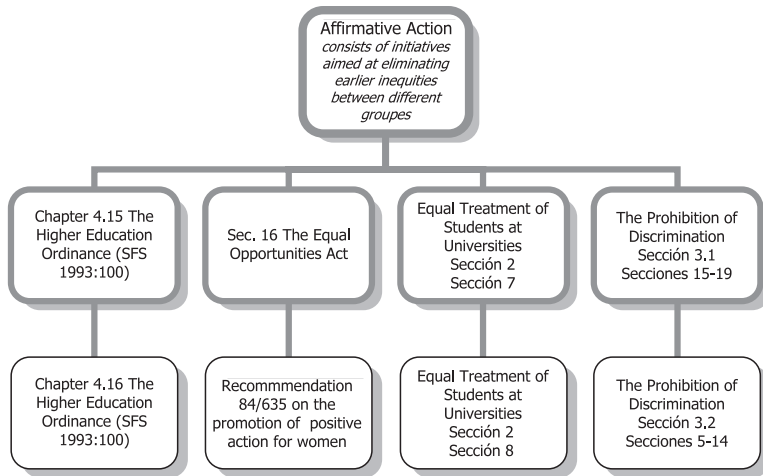 Affirmative Action
consists of initiatives
aimed at eliminating
earlier inequities
between different
groupes
Chapter 4.15 The
Higher Education
Ordinance (SFS
1993:100)
Sec. 16 The Equal
Opportunities Act
Equal Treatment of
Students at
Universities
Sección 2
Sección 7
The Prohibition of
Discrimination
Sección 3.1
Secciones 15-19
Chapter 4.16 The
Higher Education
Ordinance (SFS
1993:100)
Recommmendation
84/635 on the
promotion of positive
action for women
Equal Treatment of
Students at
Universities
Sección 2
Sección 8
The Prohibition of
Discrimination
Sección 3.2
Secciones 5-14